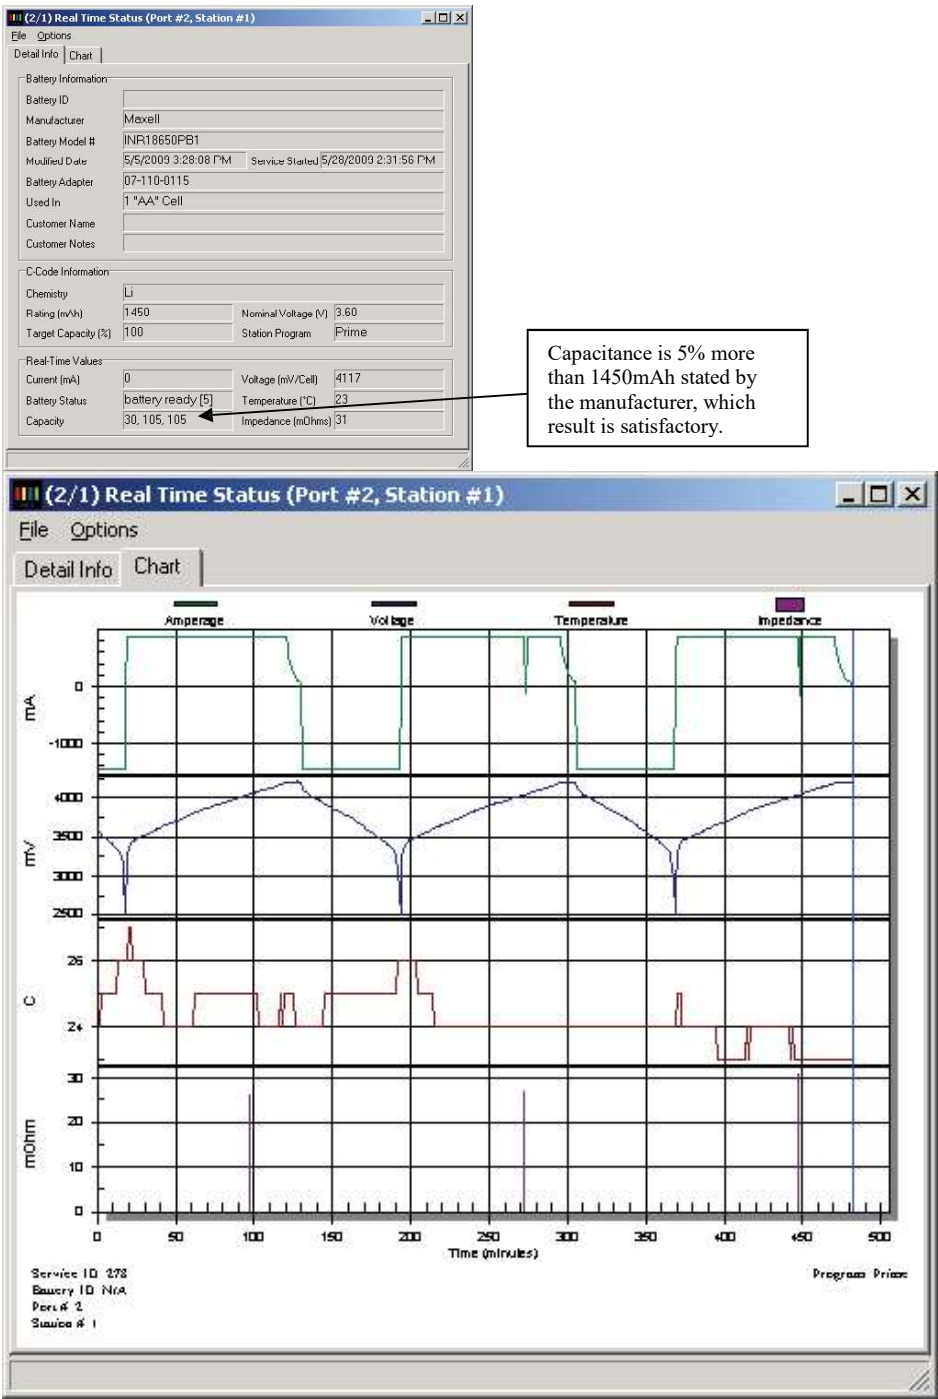 (2/1) Real Time Status (Port #2, Station #1)
File Options
Detail Info Chart
Battery Information
Battery ID
Manufacturer Maxell
Battery Model # INR18650PB1
Modified Date 5/5/2009 3:28:08 PM Service Started 5/28/2009 2:31:56 PM
Battery Adapter 07-110-0115
Used In 1 "AA" Cell
Customer Name
Customer Notes
C-Code Information
Chemistry Li
Rating (mAh) 1450 Nominal Voltage (V) 3.60
Target Capacity (%) 100 Station Program Prime
Real-Time Values
Current (mA) 0 Voltage (mV/Cell) 4117
Battery Status battery ready [5] Temperature (°C) 23
Capacity 30, 105, 105 Impedance (mOhms) 31
Capacitance is 5% more
than 1450mAh stated by
the manufacturer, which
result is satisfactory.
(2/1) Real Time Status (Port #2, Station #1)
File Options
Detail Info Chart
Amperage Voltage Temperature Impedance
mA
0
-1000
mV
4000
3500
3000
2500
C
26
24
mOhm
30
20
10
0
0 50 100 150 200 250 300 350 400 450 500
Time (minutes)
Service ID 278 Program Prime
Battery ID N/A
Port # 2
Station # 1